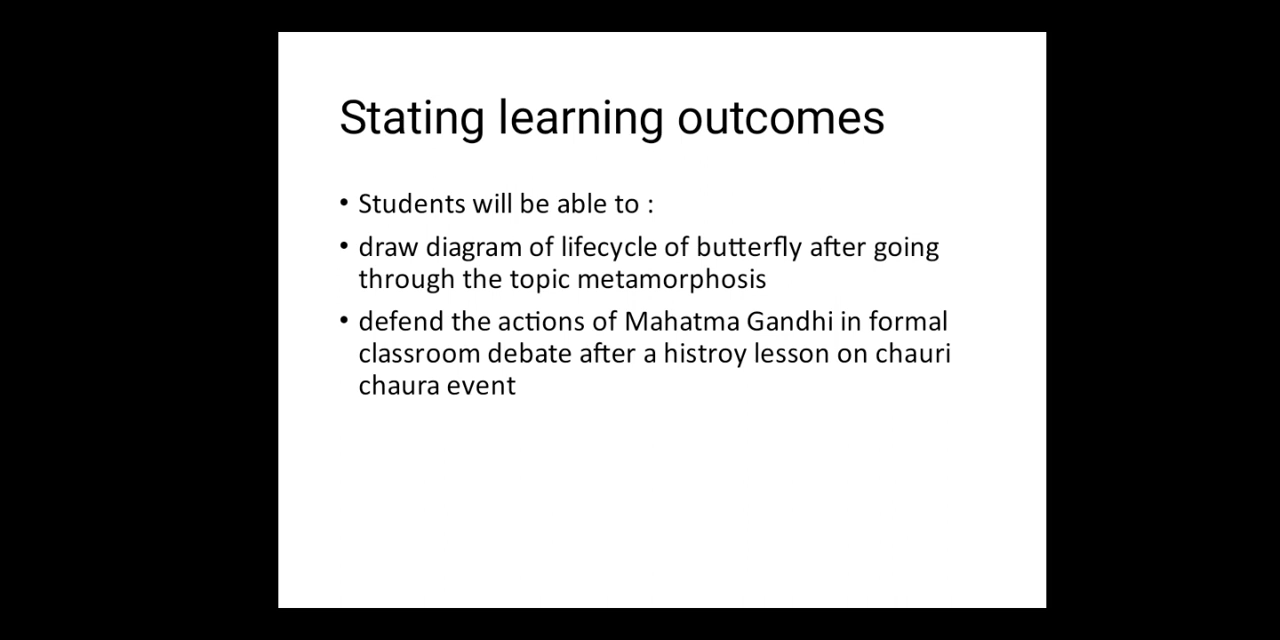 Stating learning outcomes
• Students will be able to :
• draw diagram of lifecycle of butterfly after going
through the topic metamorphosis
• defend the actions of Mahatma Gandhi in formal
classroom debate after a histroy lesson on chauri
chaura event